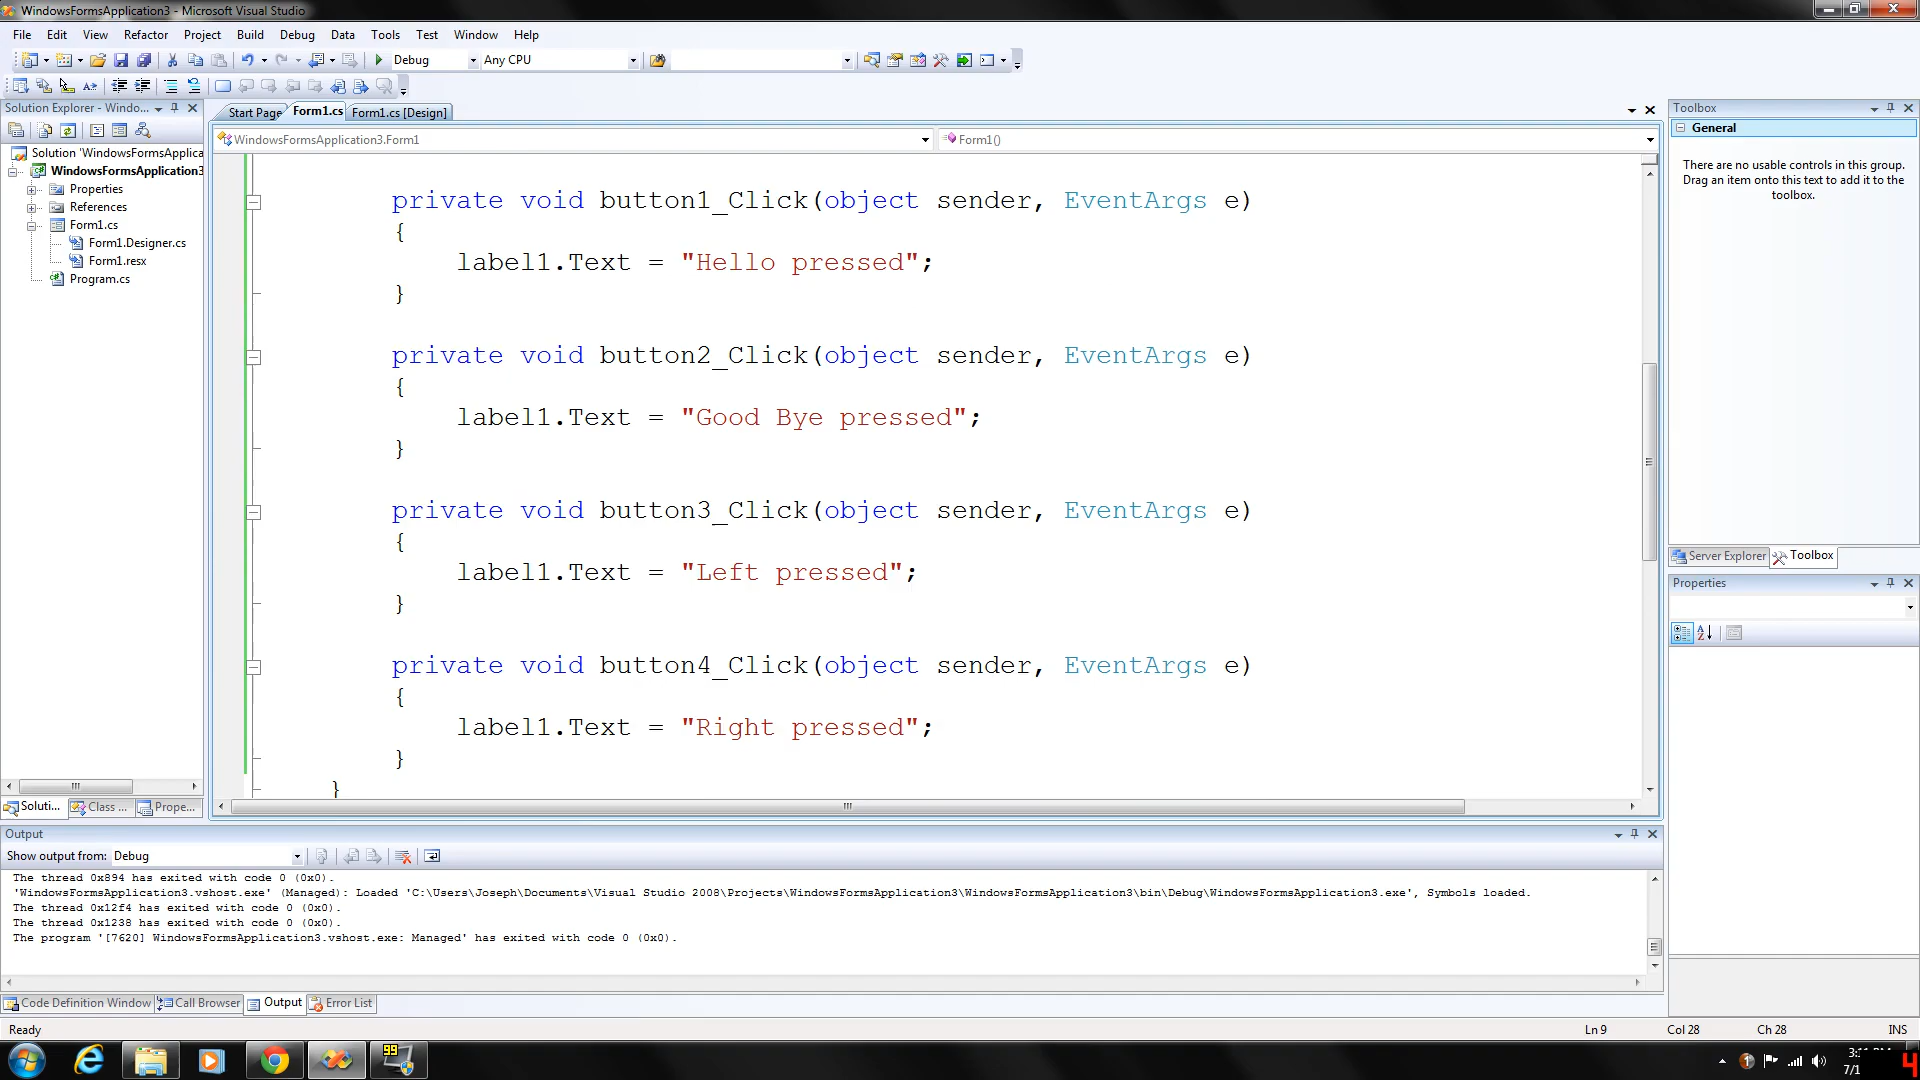 WindowsFormsApplication3 - Microsoft Visual Studio
File Edit View Refactor Project Build Debug Data Tools Test Window Help
Debug Any CPU
Solution Explorer - Windo...
Start Page Form1.cs Form1.cs [Design]
Toolbox
WindowsFormsApplication3.Form1 Form1()
General
There are no usable controls in this group.
Drag an item onto this text to add it to the
toolbox.
Solution 'WindowsFormsApplica
WindowsFormsApplication3
Properties
References
Form1.cs
Form1.Designer.cs
Form1.resx
Program.cs
private void button1_Click(object sender, EventArgs e)
{
label1.Text = "Hello pressed";
}
private void button2_Click(object sender, EventArgs e)
{
label1.Text = "Good Bye pressed";
}
private void button3_Click(object sender, EventArgs e)
{
label1.Text = "Left pressed";
}
private void button4_Click(object sender, EventArgs e)
{
label1.Text = "Right pressed";
}
}
Server Explorer Toolbox
Properties
Soluti... Class ... Prope...
Output
Show output from: Debug
The thread 0x894 has exited with code 0 (0x0).
'WindowsFormsApplication3.vshost.exe' (Managed): Loaded 'C:\Users\Joseph\Documents\Visual Studio 2008\Projects\WindowsFormsApplication3\WindowsFormsApplication3\bin\Debug\WindowsFormsApplication3.exe', Symbols loaded.
The thread 0x12f4 has exited with code 0 (0x0).
The thread 0x1238 has exited with code 0 (0x0).
The program '[7620] WindowsFormsApplication3.vshost.exe: Managed' has exited with code 0 (0x0).
Code Definition Window Call Browser Output Error List
Ready Ln 9 Col 28 Ch 28 INS
99
7/1
4